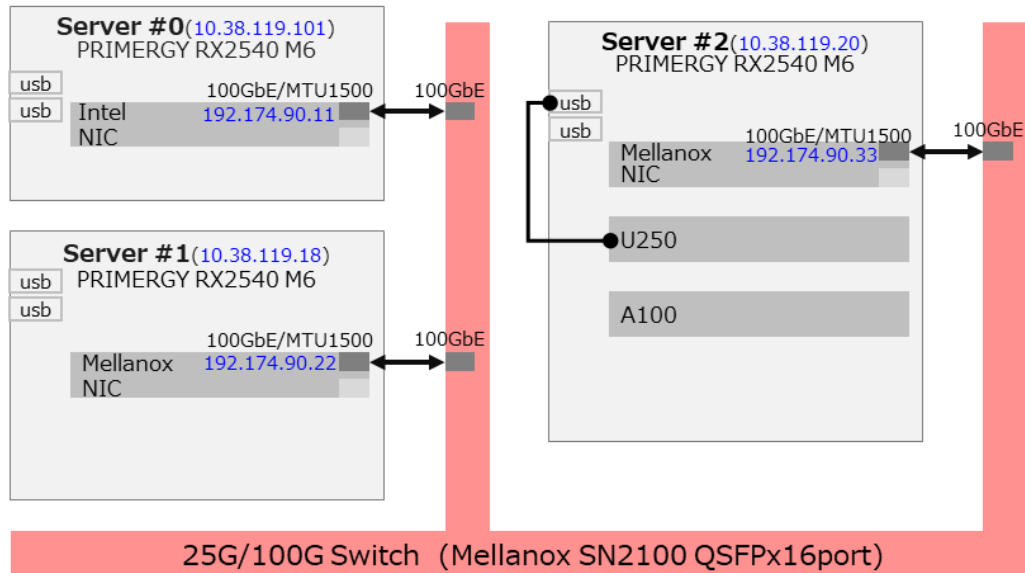 Server #0(10.38.119.101)
PRIMERGY RX2540 M6
usb
usb
100GbE/MTU1500
100GbE
Intel
NIC
192.174.90.11
Server #1(10.38.119.18)
PRIMERGY RX2540 M6
usb
usb
100GbE/MTU1500
100GbE
Mellanox
NIC
192.174.90.22
Server #2(10.38.119.20)
PRIMERGY RX2540 M6
usb
usb
100GbE/MTU1500
100GbE
Mellanox
NIC
192.174.90.33
U250
A100
25G/100G Switch (Mellanox SN2100 QSFPx16port)